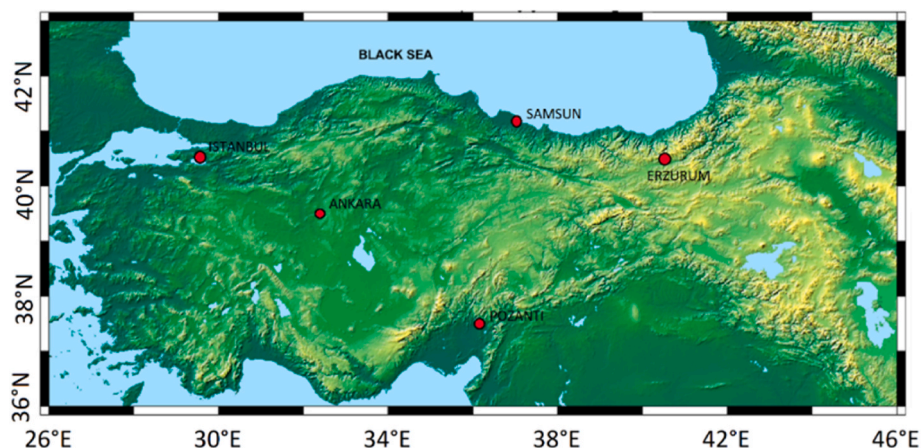 BLACK SEA
42°N
SAMSUN
ISTANBUL
40°N
ERZURUM
ANKARA
38°N
POZANTI
36°N
26°E 30°E 34°E 38°E 42°E 46°E